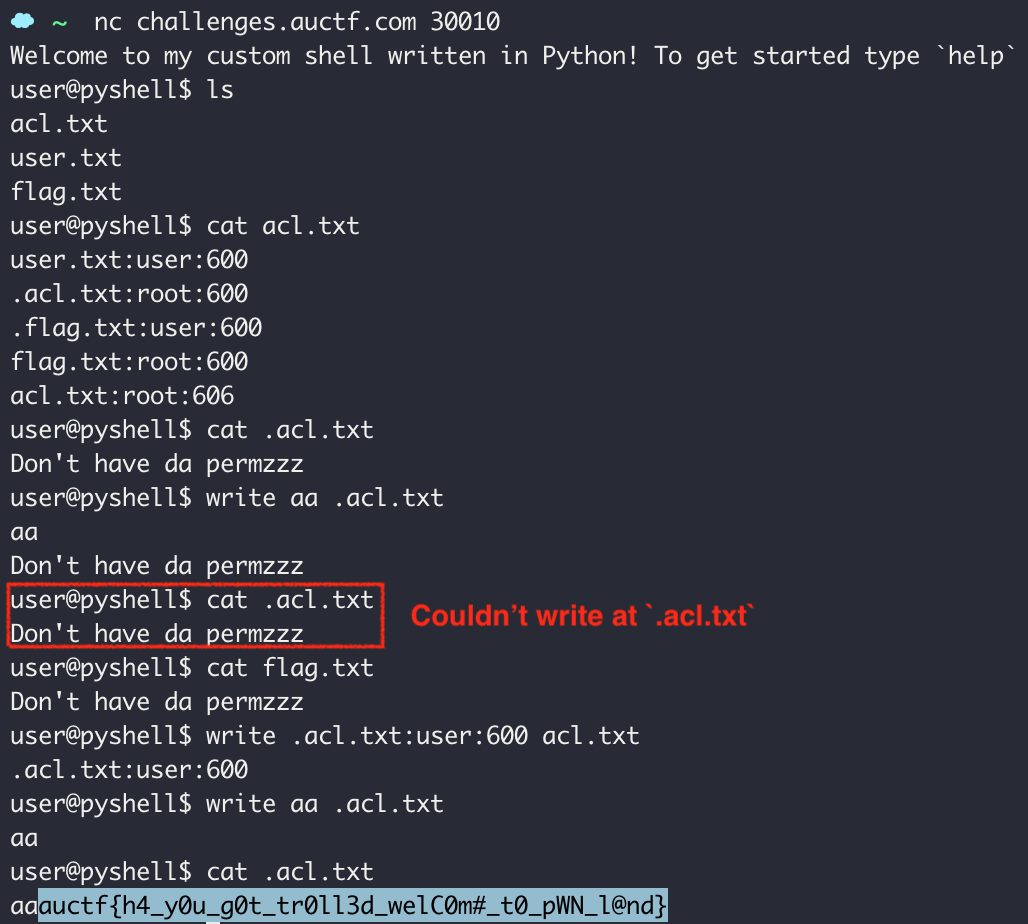 ~ nc challenges.auctf.com 30010
Welcome to my custom shell written in Python! To get started type `help`
user@pyshell$ ls
acl.txt
user.txt
flag.txt
user@pyshell$ cat acl.txt
user.txt:user:600
.acl.txt:root:600
.flag.txt:user:600
flag.txt:root:600
acl.txt:root:606
user@pyshell$ cat .acl.txt
Don't have da permzzz
user@pyshell$ write aa .acl.txt
aa
Don't have da permzzz
user@pyshell$ cat .acl.txt
Don't have da permzzz
Couldn’t write at `.acl.txt`
user@pyshell$ cat flag.txt
Don't have da permzzz
user@pyshell$ write .acl.txt:user:600 acl.txt
.acl.txt:user:600
user@pyshell$ write aa .acl.txt
aa
user@pyshell$ cat .acl.txt
aaauctf{h4_y0u_g0t_tr0ll3d_welC0m#_t0_pWN_l@nd}